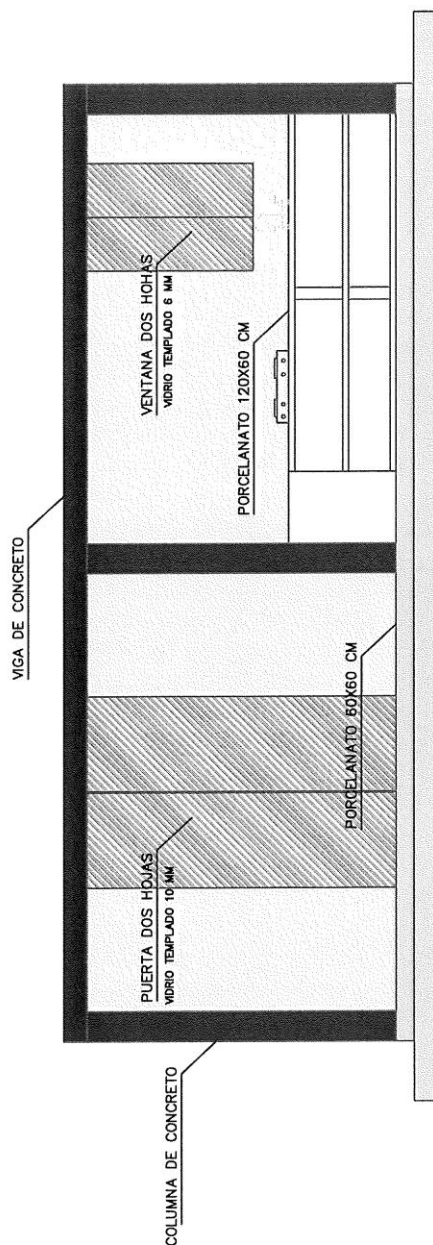 VIGA DE CONCRETO
COLUMNA DE CONCRETO
PUERTA DOS HOJAS
VIDRIO TEMPLADO 10 MM
VENTANA DOS HOHAS
VIDRIO TEMPLADO 6 MM
PORCELANATO 120X60 CM
PORCELANATO 60X60 CM